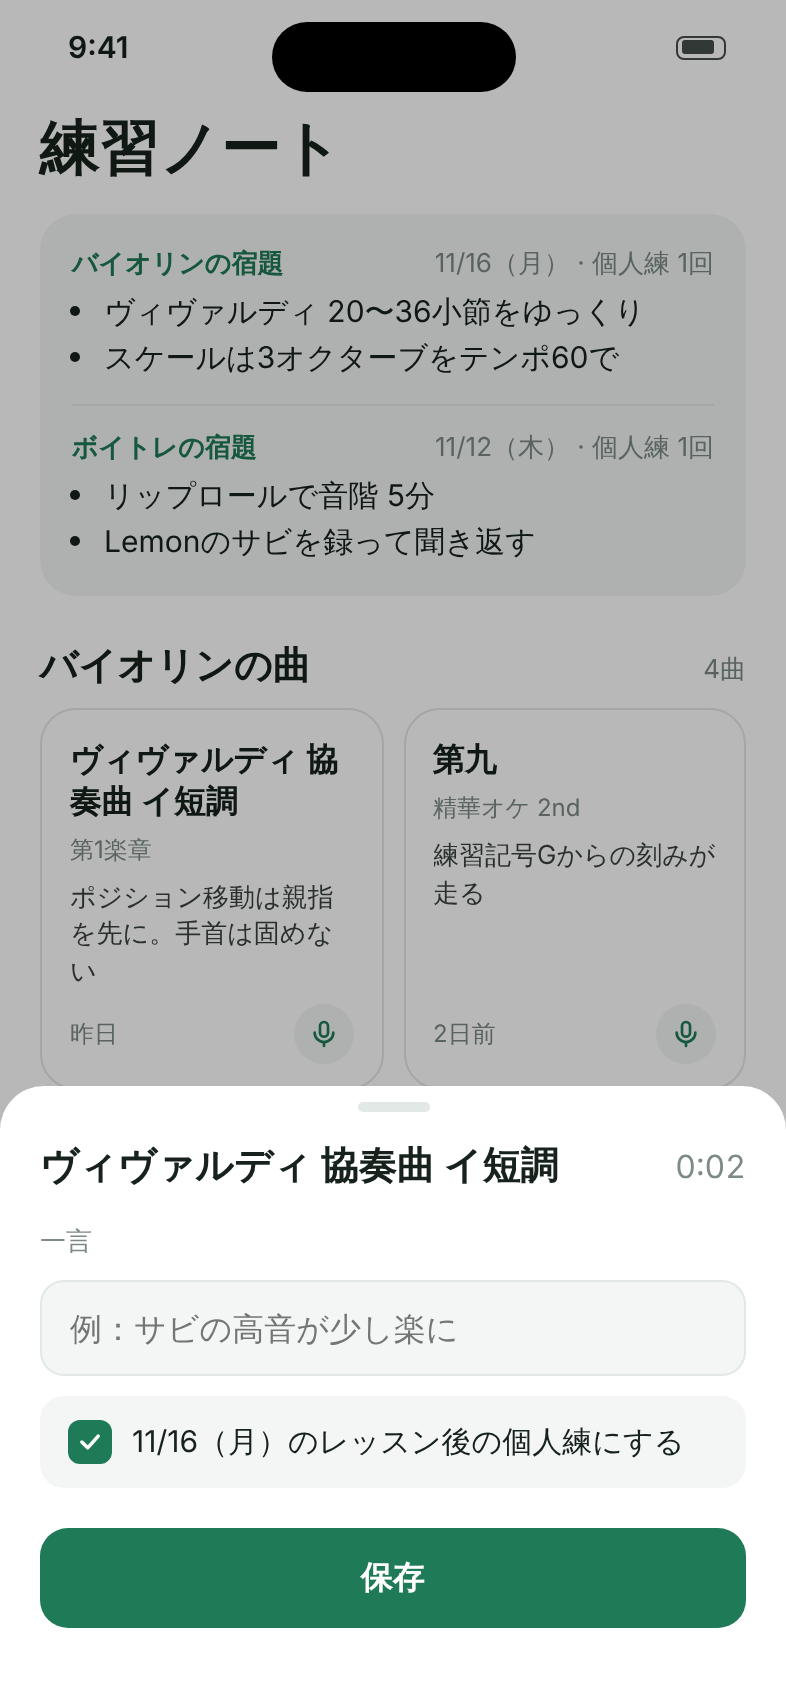 9:41
練習ノート
バイオリンの宿題 11/16（月）· 個人練 1回
• ヴィヴァルディ 20〜36小節をゆっくり
• スケールは3オクターブをテンポ60で
ボイトレの宿題 11/12（木）· 個人練 1回
• リップロールで音階 5分
• Lemonのサビを録って聞き返す
バイオリンの曲 4曲
ヴィヴァルディ 協
奏曲 イ短調
第1楽章
ポジション移動は親指
を先に。手首は固めな
い
昨日
第九
精華オケ 2nd
練習記号Gからの刻みが
走る
2日前
ヴィヴァルディ 協奏曲 イ短調 0:02
一言
例：サビの高音が少し楽に
11/16（月）のレッスン後の個人練にする
保存